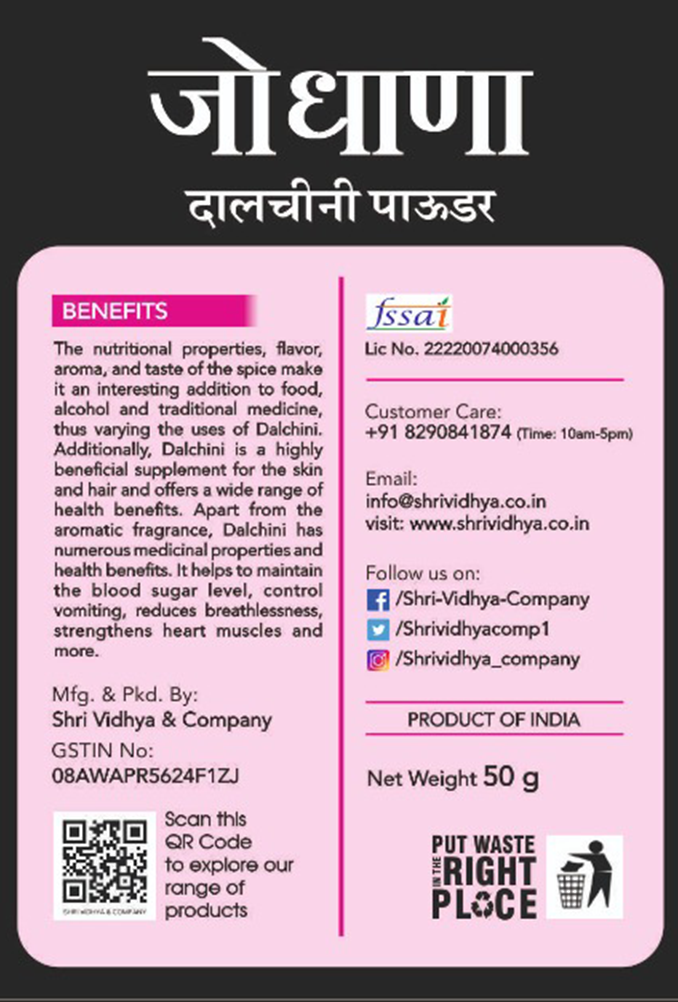 जोधाणा
दालचीनी पाऊडर
BENEFITS
The nutritional properties, flavor,
aroma, and taste of the spice make
it an interesting addition to food,
alcohol and traditional medicine,
thus varying the uses of Dalchini.
Additionally, Dalchini is a highly
beneficial supplement for the skin
and hair and offers a wide range of
health benefits. Apart from the
aromatic fragrance, Dalchini has
numerous medicinal properties and
health benefits. It helps to maintain
the blood sugar level, control
vomiting, reduces breathlessness,
strengthens heart muscles and
more.
Mfg. & Pkd. By:
Shri Vidhya & Company
GSTIN No:
08AWAPR5624F1ZJ
SHRI VIDHYA & COMPANY
Scan this
QR Code
to explore our
range of
products
fssai
Lic No. 22220074000356
Customer Care:
+91 8290841874 (Time: 10am-5pm)
Email:
info@shrividhya.co.in
visit: www.shrividhya.co.in
Follow us on:
/Shri-Vidhya-Company
/Shrividhyacomp1
/Shrividhya_company
PRODUCT OF INDIA
Net Weight 50 g
PUT WASTE
IN THE RIGHT
PLACE